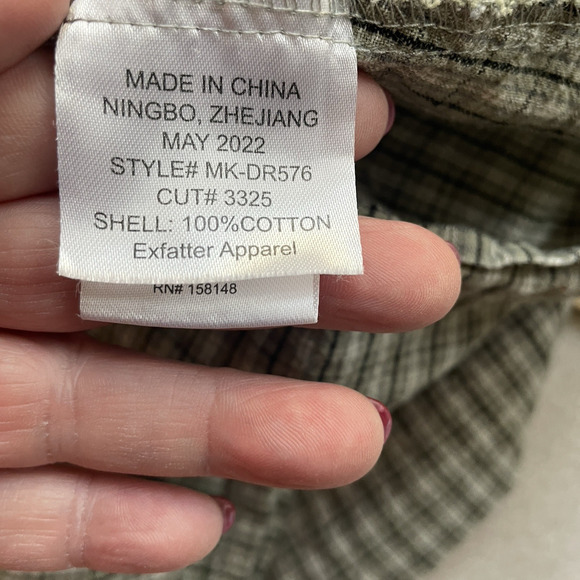 MADE IN CHINA
NINGBO, ZHEJIANG
MAY 2022
STYLE# MK-DR576
CUT# 3325
SHELL: 100%COTTON
Exfatter Apparel
RN# 158148